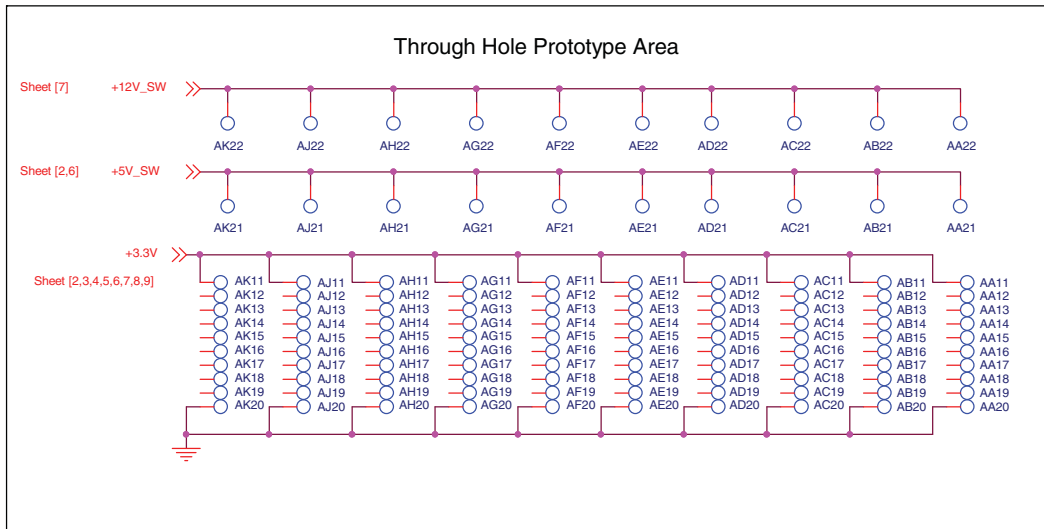 Through Hole Prototype Area
Sheet [7] +12V_SW
AK22 AJ22 AH22 AG22 AF22 AE22 AD22 AC22 AB22 AA22
Sheet [2,6] +5V_SW
AK21 AJ21 AH21 AG21 AF21 AE21 AD21 AC21 AB21 AA21
+3.3V
Sheet [2,3,4,5,6,7,8,9] AK11 AJ11 AH11 AG11 AF11 AE11 AD11 AC11 AB11 AA11
AK12 AJ12 AH12 AG12 AF12 AE12 AD12 AC12 AB12 AA12
AK13 AJ13 AH13 AG13 AF13 AE13 AD13 AC13 AB13 AA13
AK14 AJ14 AH14 AG14 AF14 AE14 AD14 AC14 AB14 AA14
AK15 AJ15 AH15 AG15 AF15 AE15 AD15 AC15 AB15 AA15
AK16 AJ16 AH16 AG16 AF16 AE16 AD16 AC16 AB16 AA16
AK17 AJ17 AH17 AG17 AF17 AE17 AD17 AC17 AB17 AA17
AK18 AJ18 AH18 AG18 AF18 AE18 AD18 AC18 AB18 AA18
AK19 AJ19 AH19 AG19 AF19 AE19 AD19 AC19 AB19 AA19
AK20 AJ20 AH20 AG20 AF20 AE20 AD20 AC20 AB20 AA20